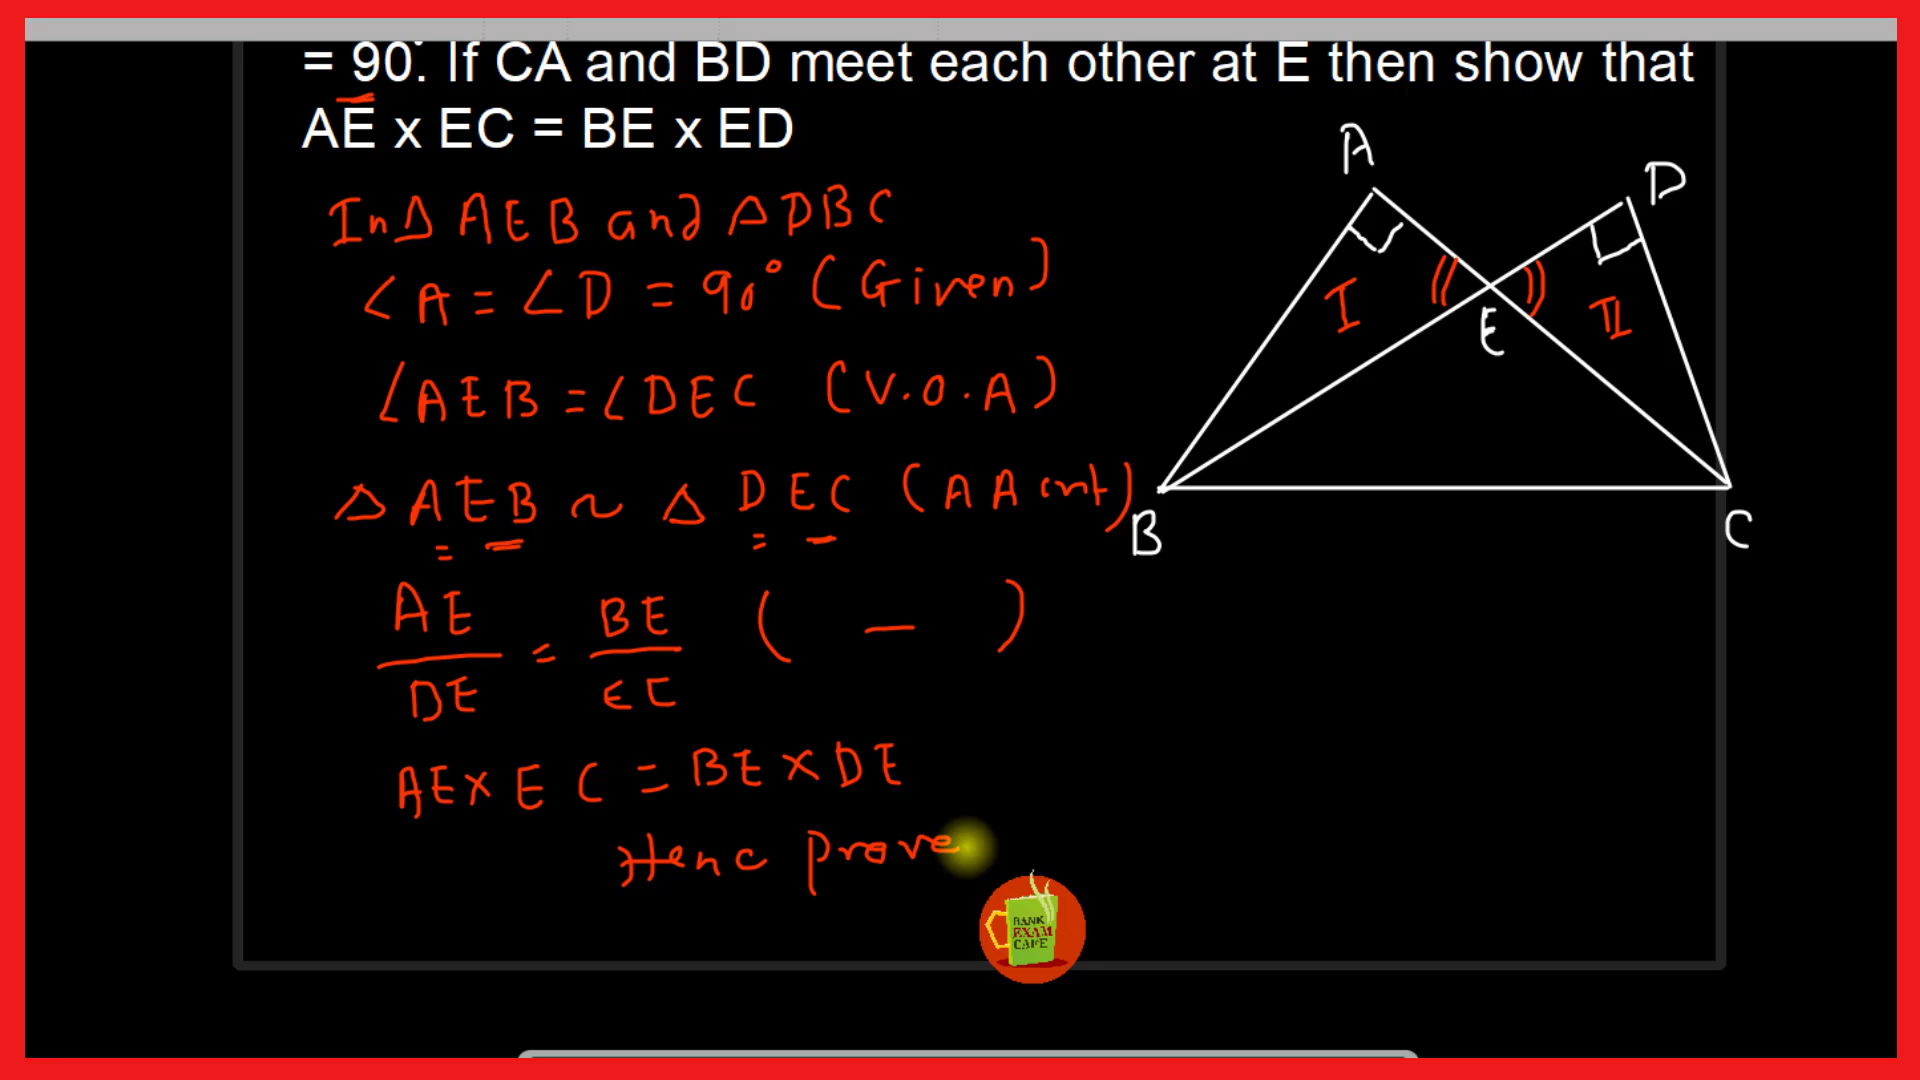 = 90°. If CA and BD meet each other at E then show that
AE x EC = BE x ED
In Δ AEB and Δ DBC
∠A = ∠D = 90° (Given)
∠AEB = ∠DEC (V.O.A)
Δ AEB ~ Δ DEC (AA crit)
AE/DE = BE/EC ( — )
AE × EC = BE × DE
Henc prove
A
D
I
II
E
B
C
BANK
EXAM
CAFE